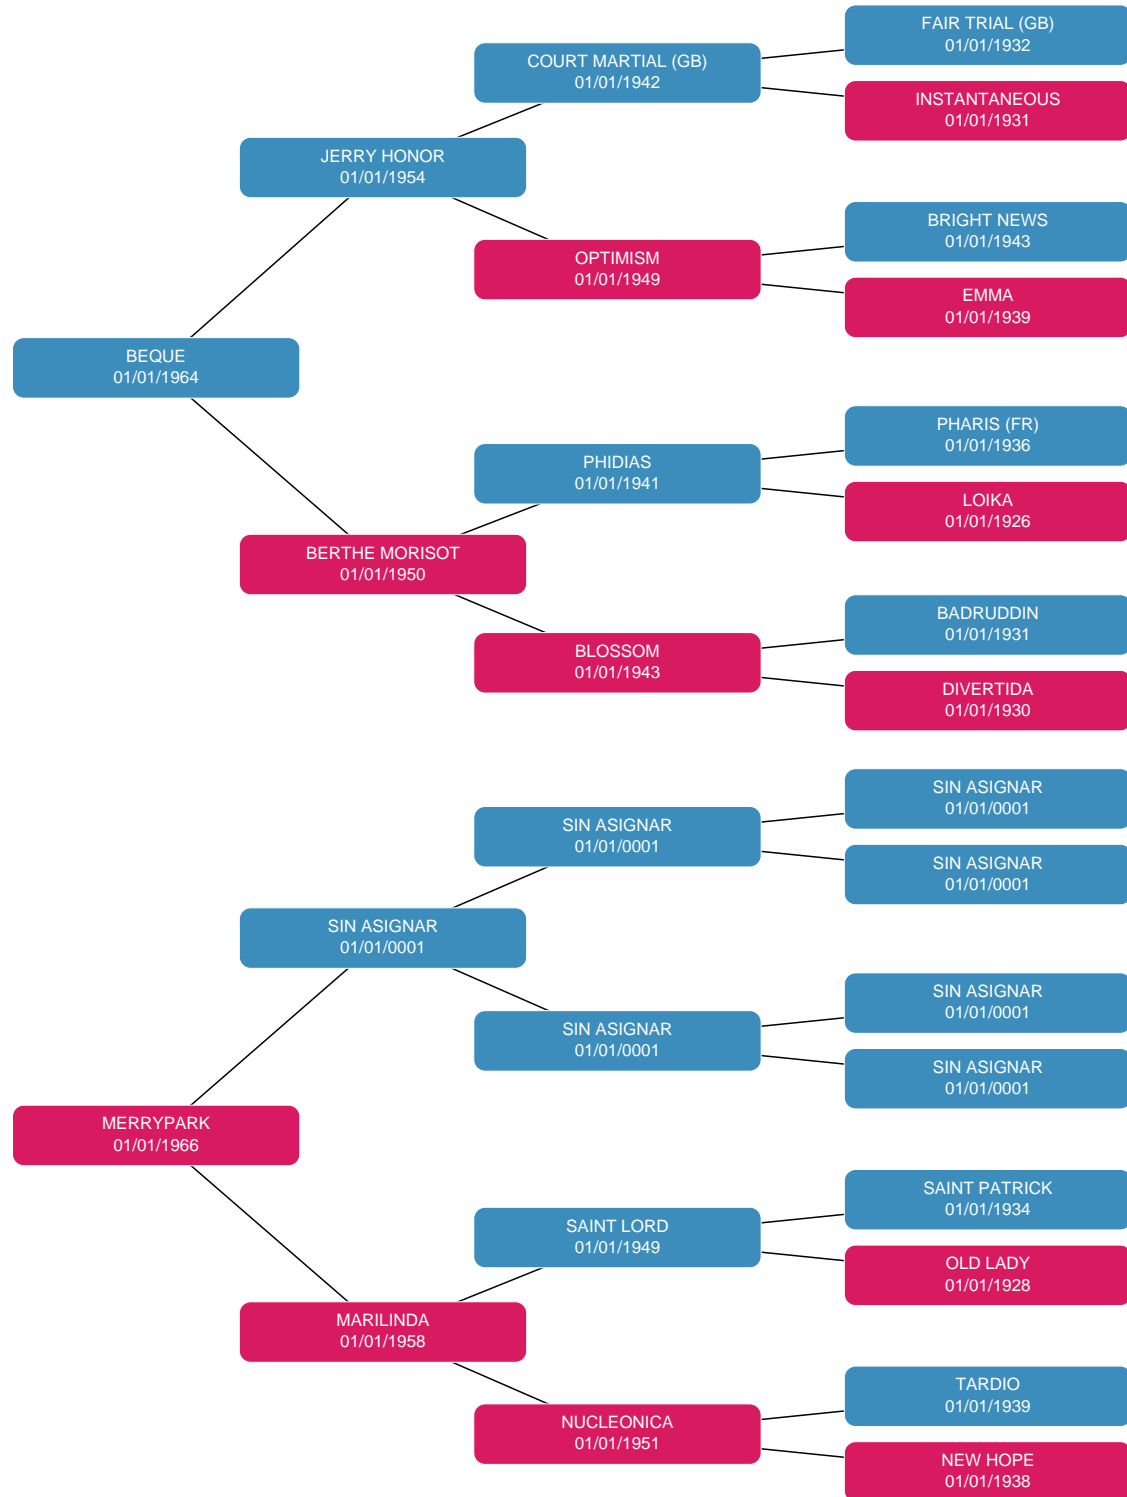 FAIR TRIAL (GB)
01/01/1932
COURT MARTIAL (GB)
01/01/1942
INSTANTANEOUS
01/01/1931
JERRY HONOR
01/01/1954
BRIGHT NEWS
01/01/1943
OPTIMISM
01/01/1949
EMMA
01/01/1939
BEQUE
01/01/1964
PHARIS (FR)
01/01/1936
PHIDIAS
01/01/1941
LOIKA
01/01/1926
BERTHE MORISOT
01/01/1950
BADRUDDIN
01/01/1931
BLOSSOM
01/01/1943
DIVERTIDA
01/01/1930
SIN ASIGNAR
01/01/0001
SIN ASIGNAR
01/01/0001
SIN ASIGNAR
01/01/0001
SIN ASIGNAR
01/01/0001
SIN ASIGNAR
01/01/0001
SIN ASIGNAR
01/01/0001
SIN ASIGNAR
01/01/0001
MERRYPARK
01/01/1966
SAINT PATRICK
01/01/1934
SAINT LORD
01/01/1949
OLD LADY
01/01/1928
MARILINDA
01/01/1958
TARDIO
01/01/1939
NUCLEONICA
01/01/1951
NEW HOPE
01/01/1938